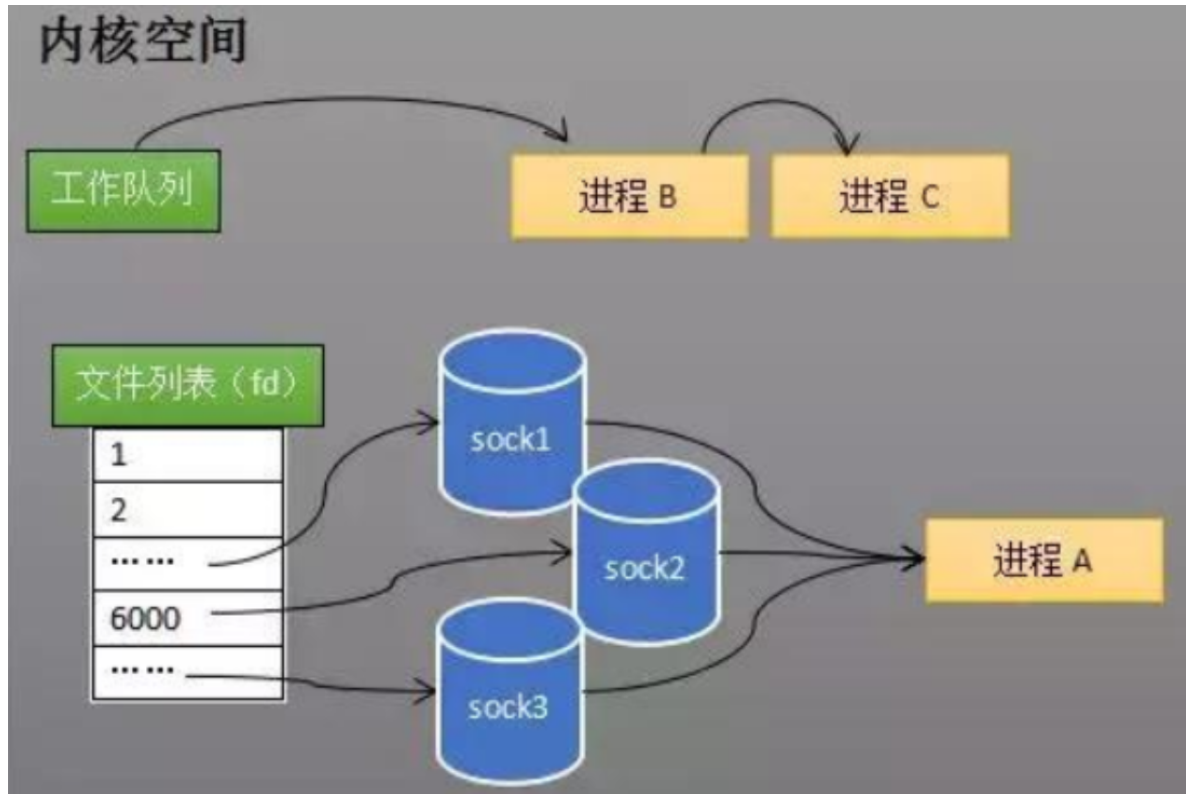 内核空间
工作队列
进程 B
进程 C
文件列表（fd）
1
2
……
6000
……
sock1
sock2
sock3
进程 A